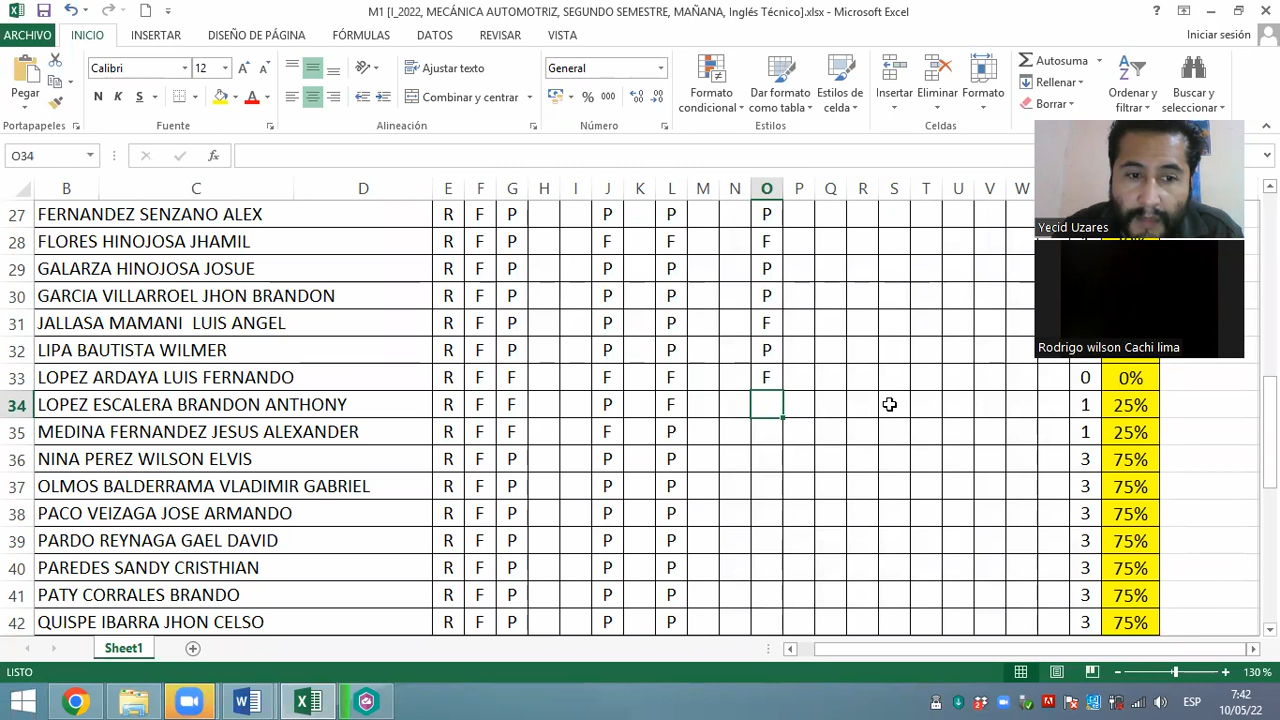 M1 [I_2022, MECÁNICA AUTOMOTRIZ, SEGUNDO SEMESTRE, MAÑANA, Inglés Técnico].xlsx - Microsoft Excel
ARCHIVO INICIO INSERTAR DISEÑO DE PÁGINA FÓRMULAS DATOS REVISAR VISTA Iniciar sesión
Calibri 12 Ajustar texto General Autosuma
Pegar N K S Combinar y centrar % 000 Formato condicional Dar formato como tabla Estilos de celda Insertar Eliminar Formato Rellenar Borrar Ordenar y filtrar Buscar y seleccionar
Portapapeles Fuente Alineación Número Estilos Celdas
O34 fx
B C D E F G H I J K L M N O P Q R S T U V W
27 FERNANDEZ SENZANO ALEX R F P P P P
28 FLORES HINOJOSA JHAMIL R F P F F F
29 GALARZA HINOJOSA JOSUE R F P P P P
30 GARCIA VILLARROEL JHON BRANDON R F P P P P
31 JALLASA MAMANI LUIS ANGEL R F P P P F
32 LIPA BAUTISTA WILMER R F P P P P
33 LOPEZ ARDAYA LUIS FERNANDO R F F F F F 0 0%
34 LOPEZ ESCALERA BRANDON ANTHONY R F F P F 1 25%
35 MEDINA FERNANDEZ JESUS ALEXANDER R F F F P 1 25%
36 NINA PEREZ WILSON ELVIS R F P P P 3 75%
37 OLMOS BALDERRAMA VLADIMIR GABRIEL R F P P P 3 75%
38 PACO VEIZAGA JOSE ARMANDO R F P P P 3 75%
39 PARDO REYNAGA GAEL DAVID R F P P P 3 75%
40 PAREDES SANDY CRISTHIAN R F P P P 3 75%
41 PATY CORRALES BRANDO R F P P P 3 75%
42 QUISPE IBARRA JHON CELSO R F P P P 3 75%
Yecid Uzares
Rodrigo wilson Cachi lima
Sheet1
LISTO 130 %
ESP 7:42
10/05/22